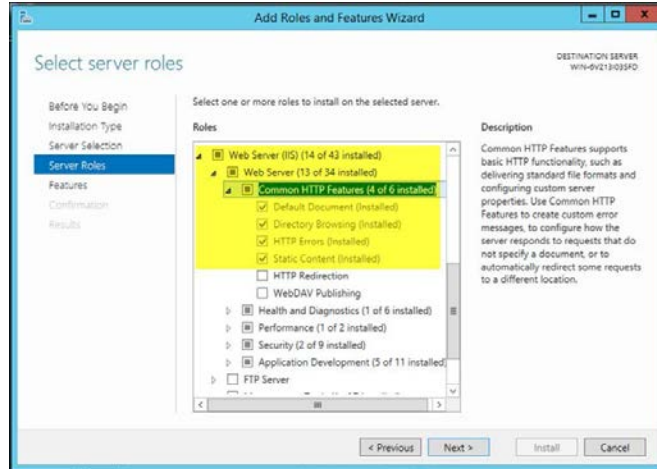 Add Roles and Features Wizard
Select server roles
DESTINATION SERVER
WIN-6V213I03SFD
Before You Begin
Installation Type
Server Selection
Server Roles
Features
Confirmation
Results
Select one or more roles to install on the selected server.
Roles
Web Server (IIS) (14 of 43 installed)
Web Server (13 of 34 installed)
Common HTTP Features (4 of 6 installed)
Default Document (Installed)
Directory Browsing (Installed)
HTTP Errors (Installed)
Static Content (Installed)
HTTP Redirection
WebDAV Publishing
Health and Diagnostics (1 of 6 installed)
Performance (1 of 2 installed)
Security (2 of 9 installed)
Application Development (5 of 11 installed)
FTP Server
Description
Common HTTP Features supports
basic HTTP functionality, such as
delivering standard file formats and
configuring custom server
properties. Use Common HTTP
Features to create custom error
messages, to configure how the
server responds to requests that do
not specify a document, or to
automatically redirect some requests
to a different location.
< Previous
Next >
Install
Cancel